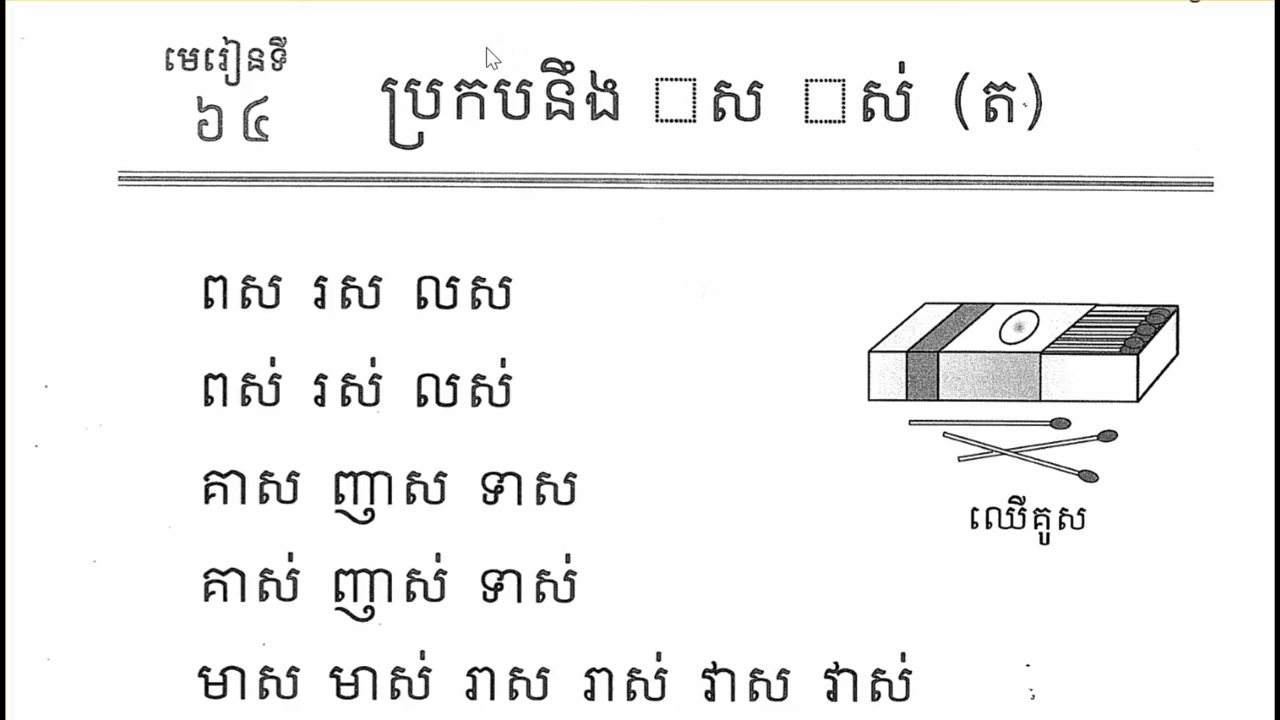 មេរៀនទី
៦៤
ប្រកបនឹង □ស □ស់ (ត)
ពស រស លស
ពស់ រស់ លស់
គាស ញាស ទាស
គាស់ ញាស់ ទាស់
មាស មាស់ រាស រាស់ វាស វាស់
ឈើគូស